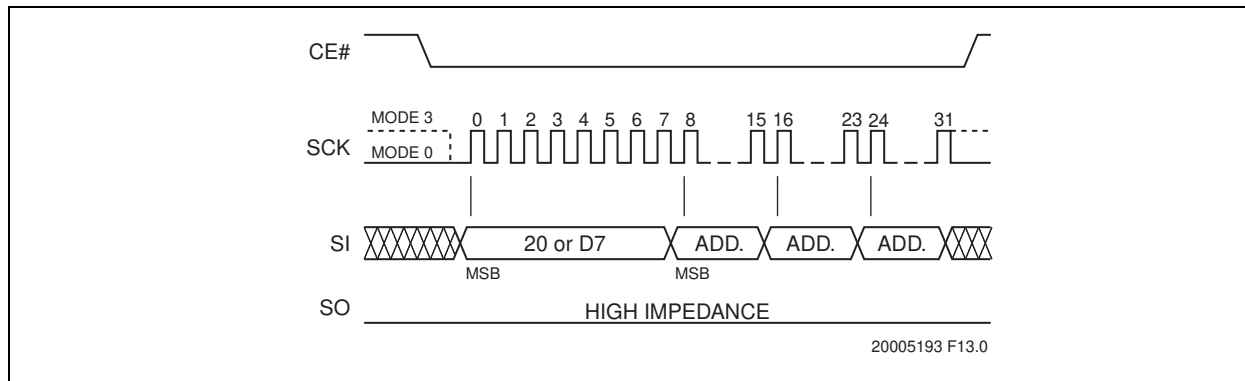 CE#
MODE 3
0 1 2 3 4 5 6 7 8 15 16 23 24 31
SCK
MODE 0
SI
20 or D7 ADD. ADD. ADD.
MSB MSB
SO
HIGH IMPEDANCE
20005193 F13.0